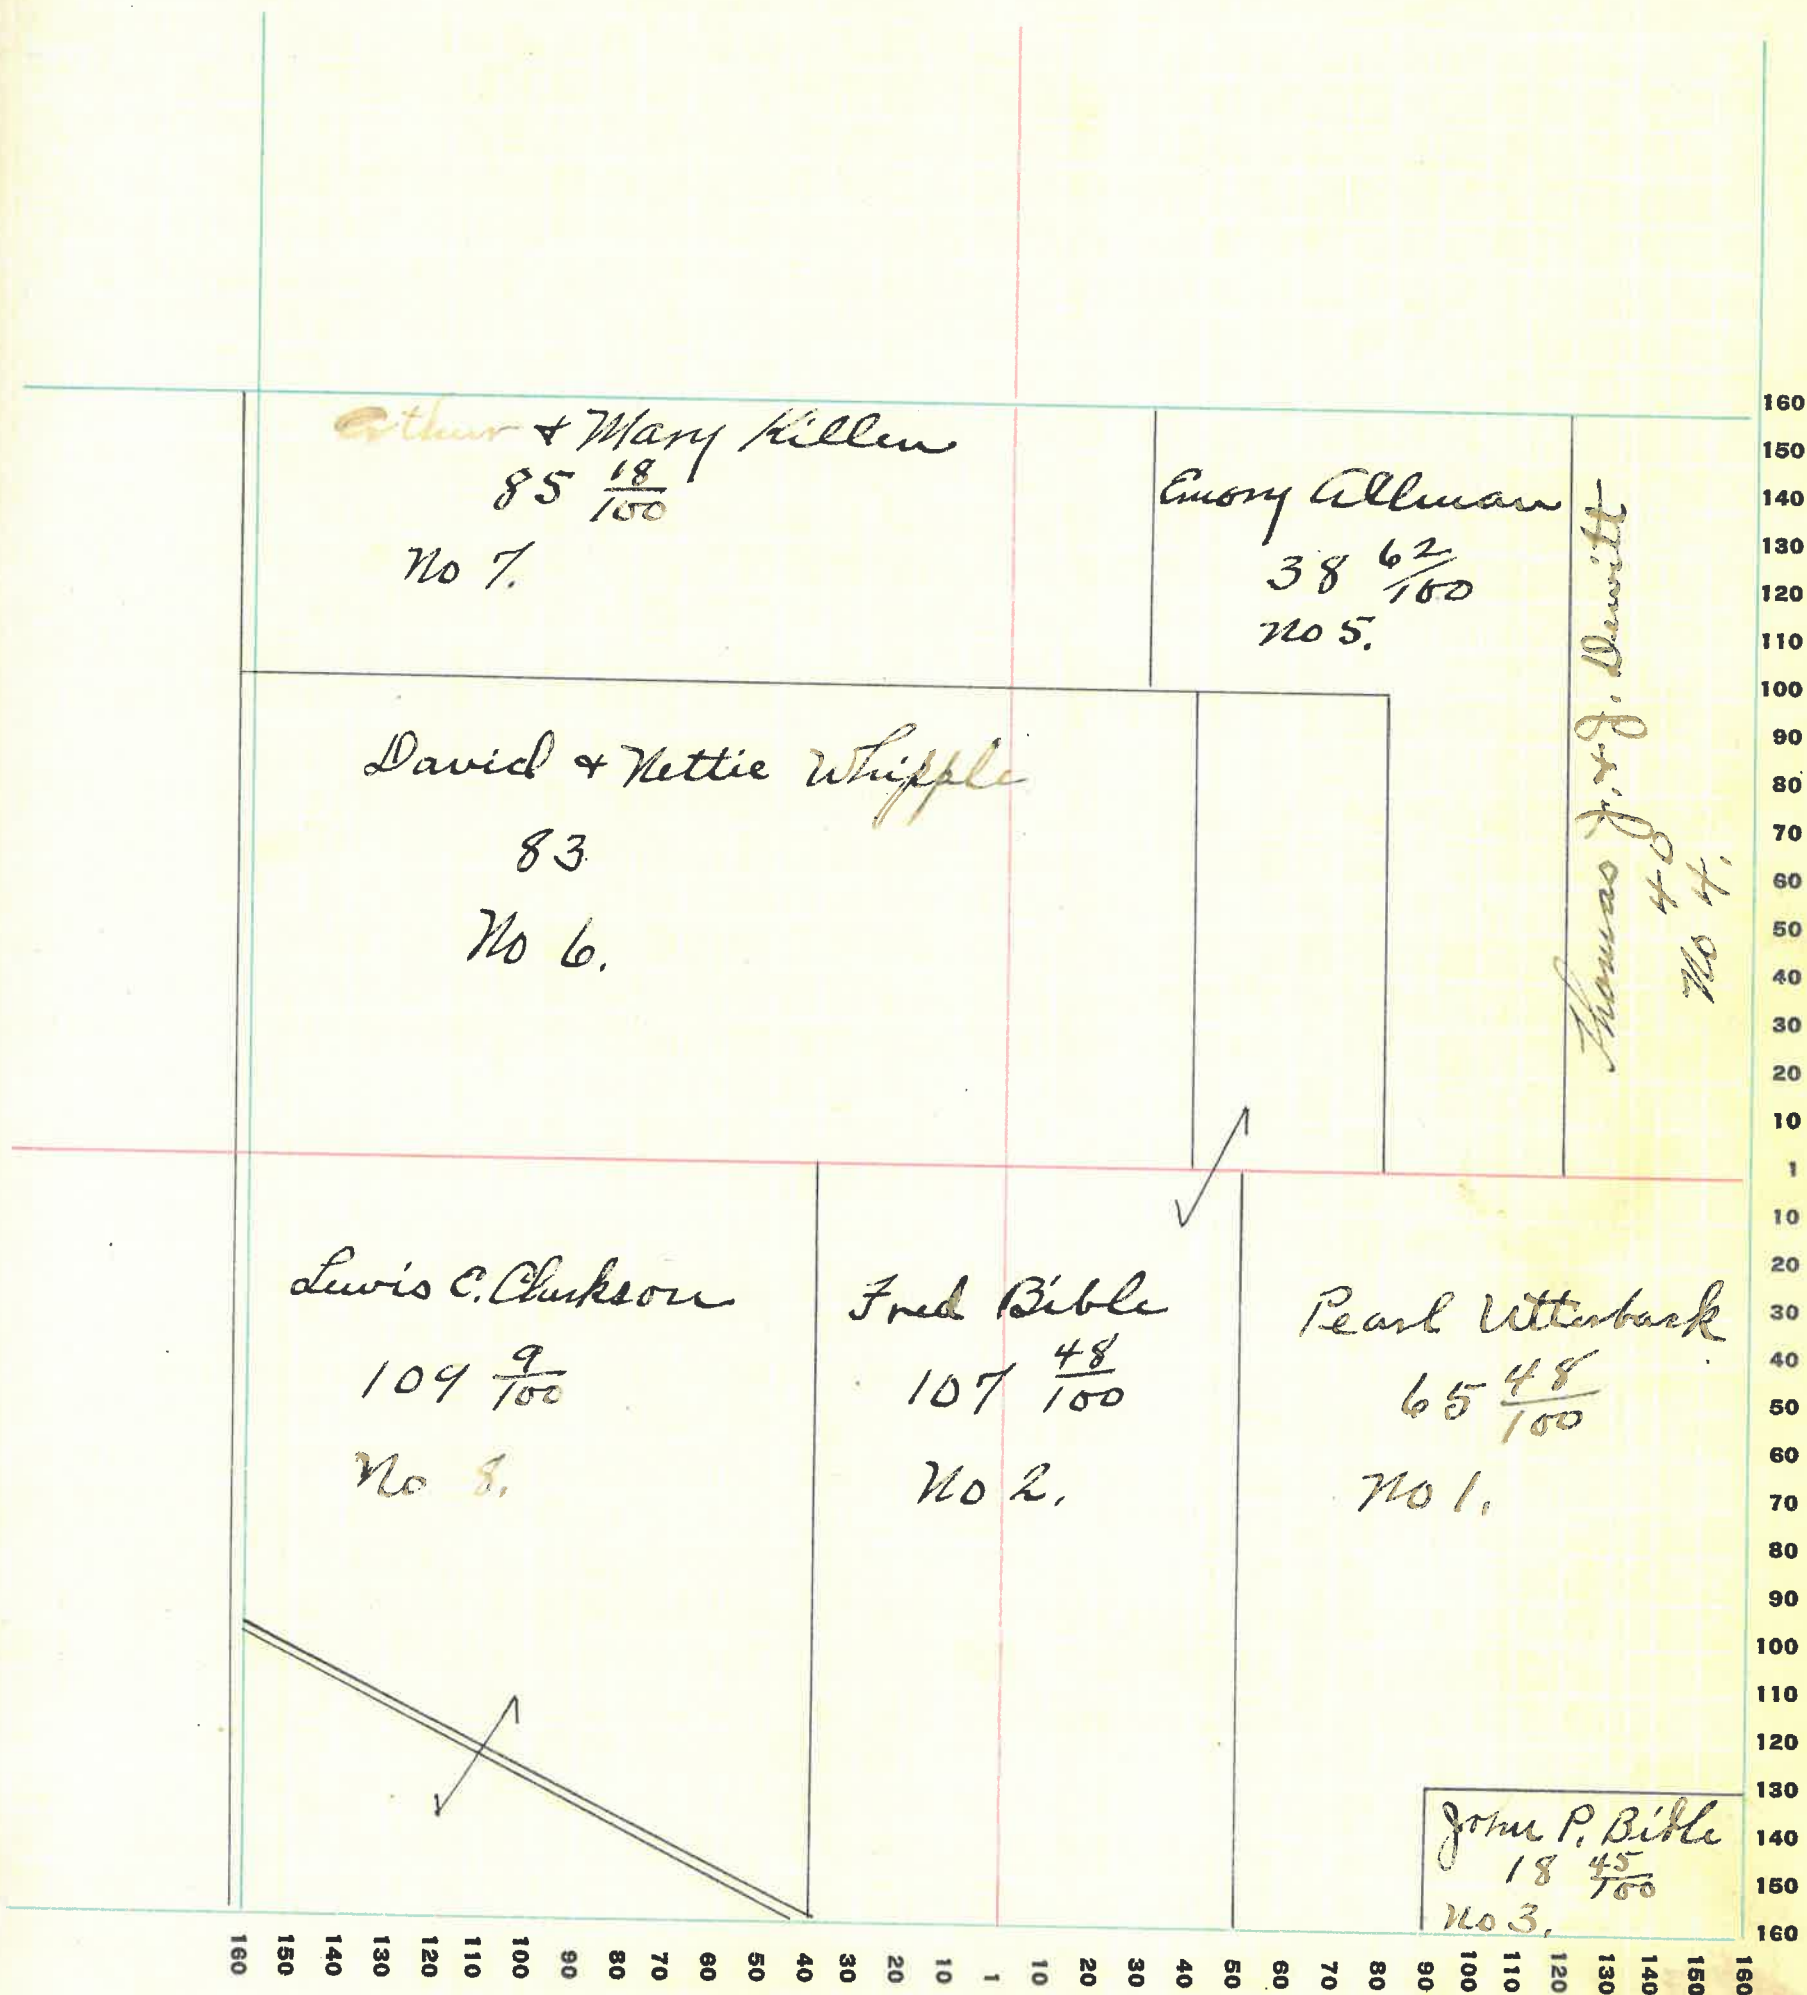 Arthur & Mary Killen
85 18/100
No 7.
Emory Allman
38 62/100
No 5.
Thomas J. & J. Dewitt
40
No 4.
David & Nettie Whipple
83
No 6.
Lewis C. Clarkson
109 9/100
No 8.
Fred Bible
107 48/100
No 2.
Pearl Utterback
65 48/100
No 1.
John P. Bible
18 45/100
No 3.
160
150
140
130
120
110
100
90
80
70
60
50
40
30
20
10
1
10
20
30
40
50
60
70
80
90
100
110
120
130
140
150
160
160 150 140 130 120 110 100 90 80 70 60 50 40 30 20 10 1 10 20 30 40 50 60 70 80 90 100 110 120 130 140 150 160